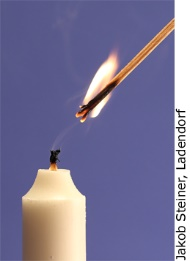 Jakob Steiner, Ladendorf